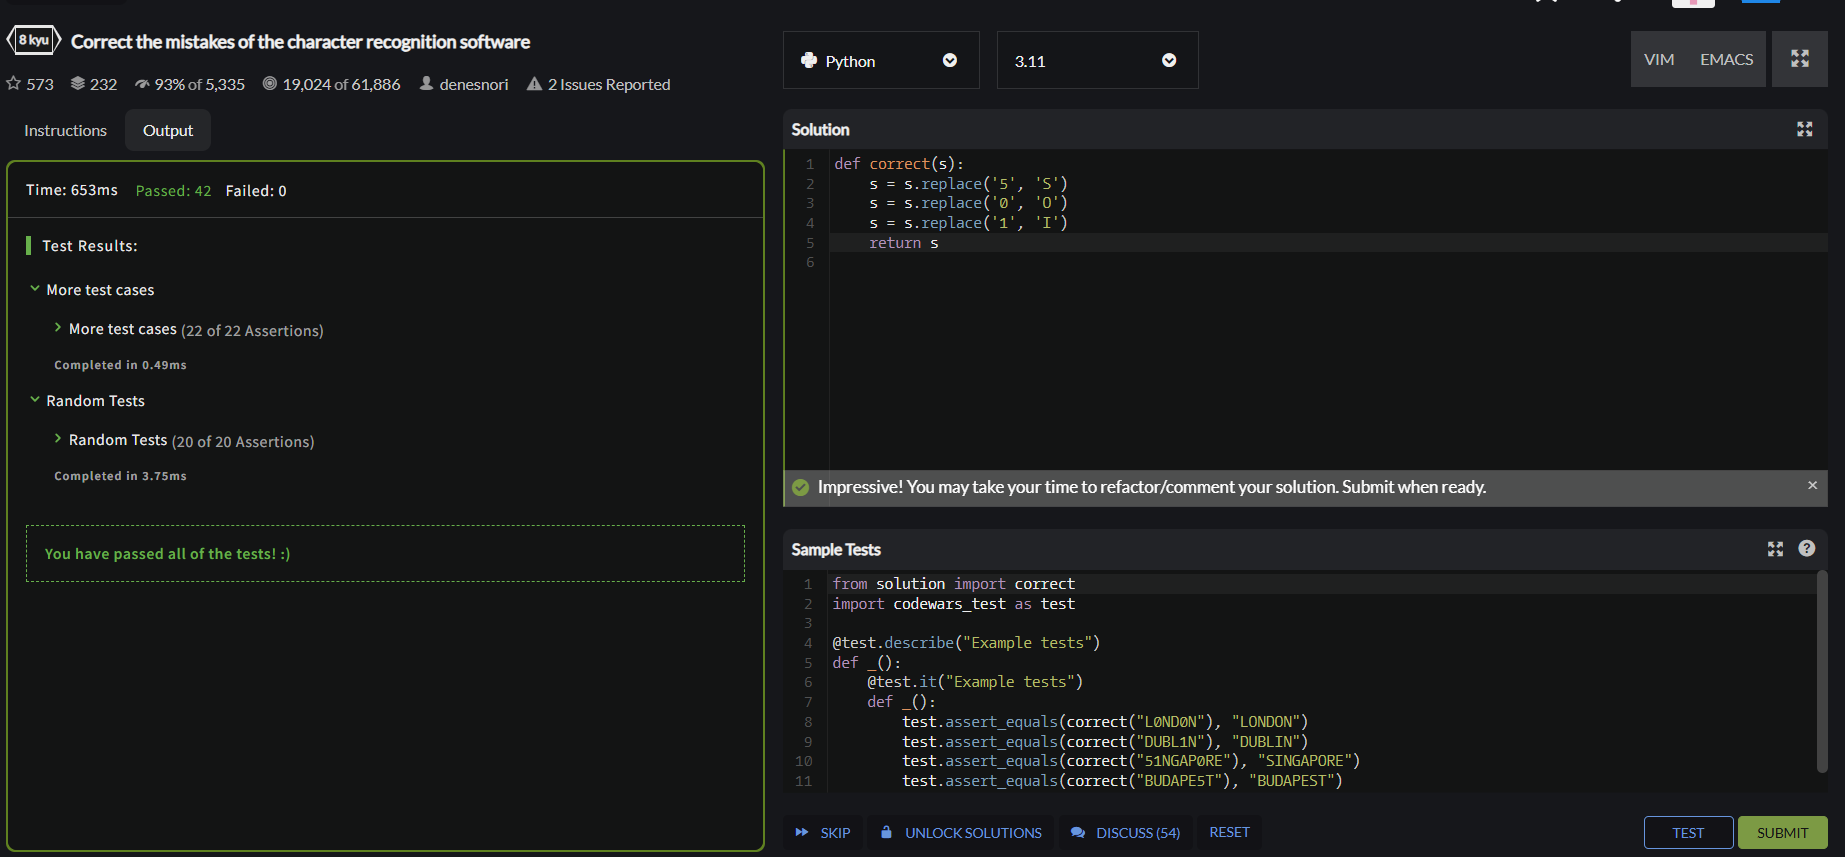 8 kyu Correct the mistakes of the character recognition software
573 232 93% of 5,335 19,024 of 61,886 denesnori 2 Issues Reported
Instructions Output
Time: 653ms Passed: 42 Failed: 0
Test Results:
More test cases
More test cases (22 of 22 Assertions)
Completed in 0.49ms
Random Tests
Random Tests (20 of 20 Assertions)
Completed in 3.75ms
You have passed all of the tests! :)
Python 3.11 VIM EMACS
Solution
1 def correct(s):
2     s = s.replace('5', 'S')
3     s = s.replace('0', 'O')
4     s = s.replace('1', 'I')
5     return s
6
Impressive! You may take your time to refactor/comment your solution. Submit when ready. ×
Sample Tests ?
1 from solution import correct
2 import codewars_test as test
3
4 @test.describe("Example tests")
5 def _():
6     @test.it("Example tests")
7     def _():
8         test.assert_equals(correct("L0ND0N"), "LONDON")
9         test.assert_equals(correct("DUBL1N"), "DUBLIN")
10         test.assert_equals(correct("51NGAP0RE"), "SINGAPORE")
11         test.assert_equals(correct("BUDAPE5T"), "BUDAPEST")
SKIP UNLOCK SOLUTIONS DISCUSS (54) RESET TEST SUBMIT